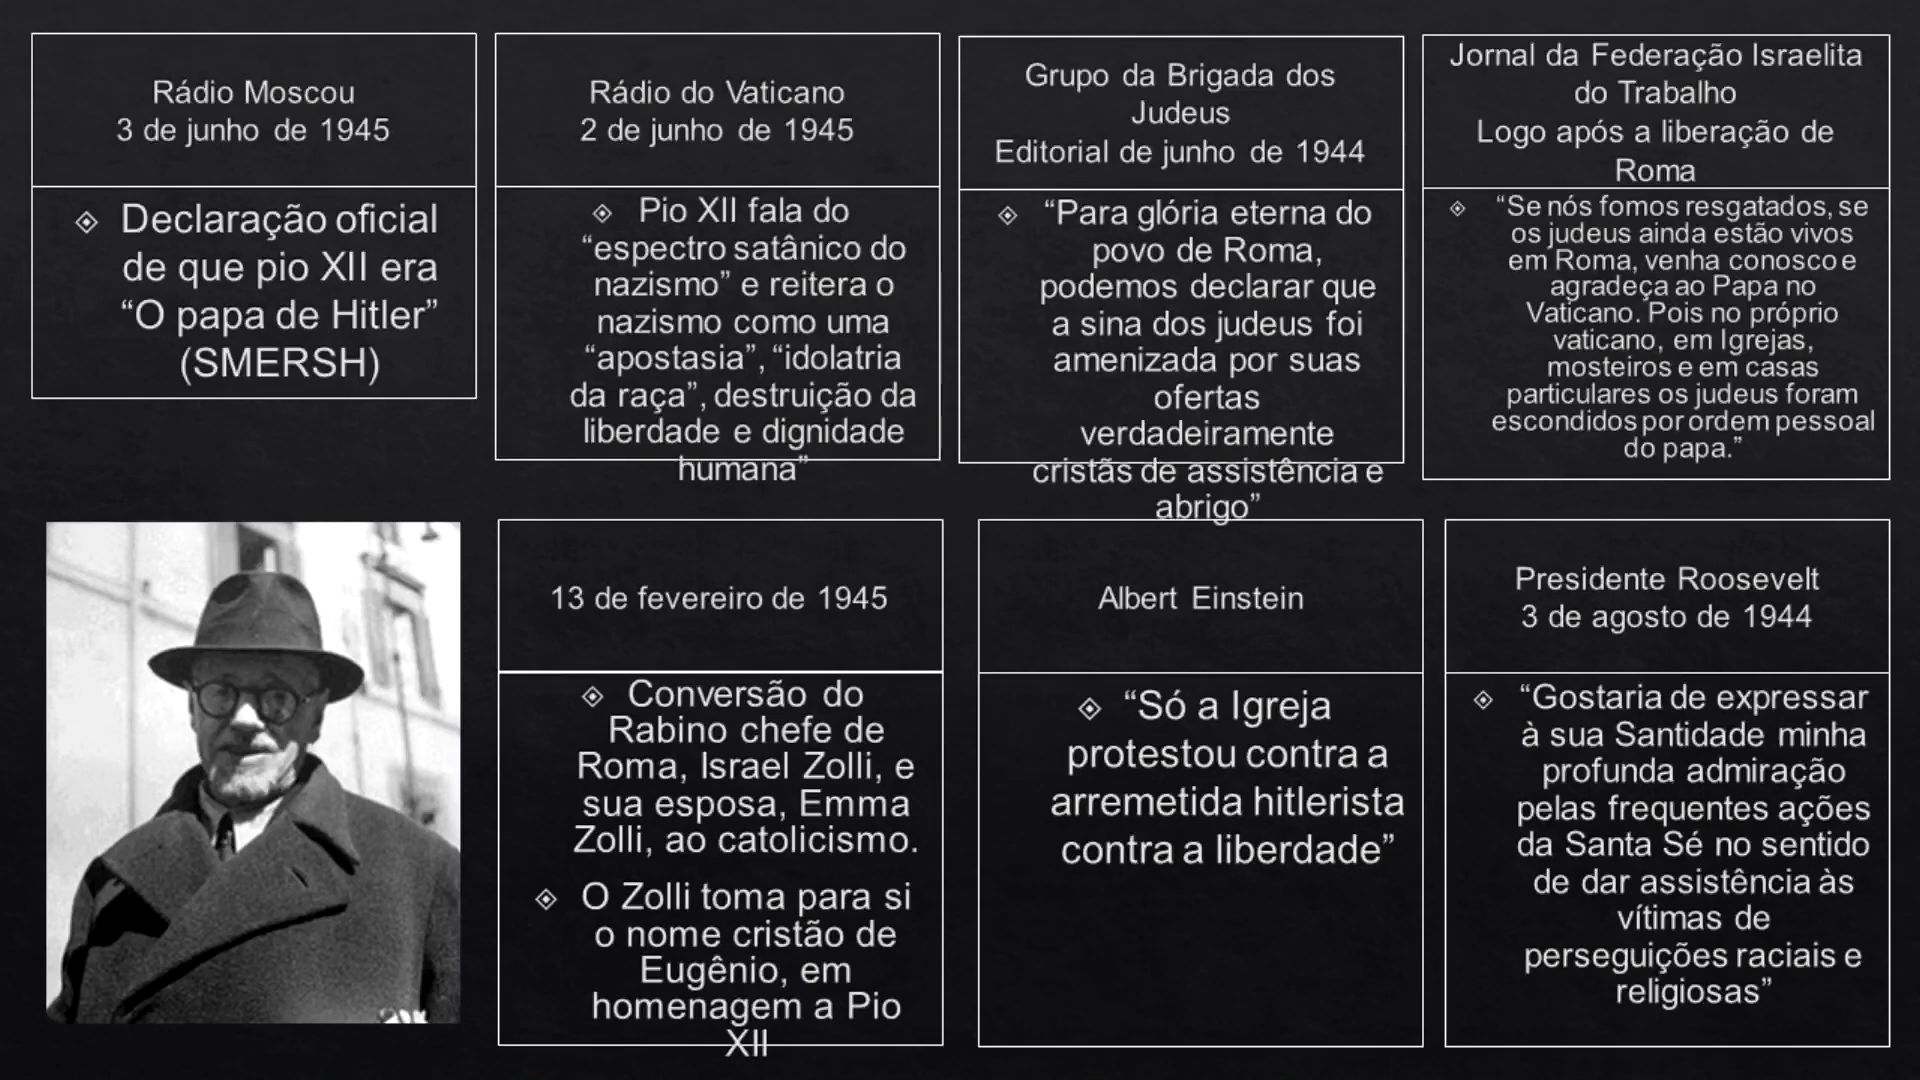 Rádio Moscou
3 de junho de 1945
Declaração oficial
de que pio XII era
“O papa de Hitler”
(SMERSH)
Rádio do Vaticano
2 de junho de 1945
Pio XII fala do
“espectro satânico do
nazismo” e reitera o
nazismo como uma
“apostasia”, “idolatria
da raça”, destruição da
liberdade e dignidade
humana”
Grupo da Brigada dos
Judeus
Editorial de junho de 1944
“Para glória eterna do
povo de Roma,
podemos declarar que
a sina dos judeus foi
amenizada por suas
ofertas
verdadeiramente
cristãs de assistência e
abrigo”
Jornal da Federação Israelita
do Trabalho
Logo após a liberação de
Roma
“Se nós fomos resgatados, se
os judeus ainda estão vivos
em Roma, venha conosco e
agradeça ao Papa no
Vaticano. Pois no próprio
vaticano, em Igrejas,
mosteiros e em casas
particulares os judeus foram
escondidos por ordem pessoal
do papa.”
13 de fevereiro de 1945
Conversão do
Rabino chefe de
Roma, Israel Zolli, e
sua esposa, Emma
Zolli, ao catolicismo.
O Zolli toma para si
o nome cristão de
Eugênio, em
homenagem a Pio
XII
Albert Einstein
“Só a Igreja
protestou contra a
arremetida hitlerista
contra a liberdade”
Presidente Roosevelt
3 de agosto de 1944
“Gostaria de expressar
à sua Santidade minha
profunda admiração
pelas frequentes ações
da Santa Sé no sentido
de dar assistência às
vítimas de
perseguições raciais e
religiosas”